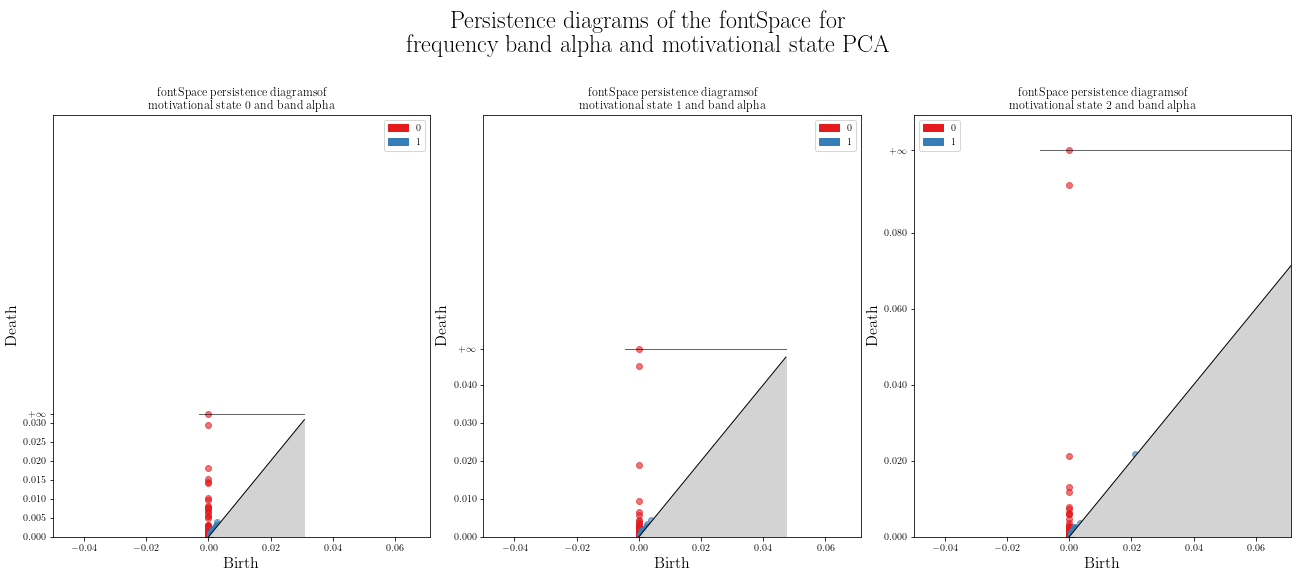 Persistence diagrams of the fontSpace for
frequency band alpha and motivational state PCA
fontSpace persistence diagramsof
motivational state 0 and band alpha
0
1
Death
+∞
0.030
0.025
0.020
0.015
0.010
0.005
0.000
−0.04 −0.02 0.00 0.02 0.04 0.06
Birth
fontSpace persistence diagramsof
motivational state 1 and band alpha
0
1
Death
+∞
0.040
0.030
0.020
0.010
0.000
−0.04 −0.02 0.00 0.02 0.04 0.06
Birth
fontSpace persistence diagramsof
motivational state 2 and band alpha
0
1
Death
+∞
0.080
0.060
0.040
0.020
0.000
−0.04 −0.02 0.00 0.02 0.04 0.06
Birth